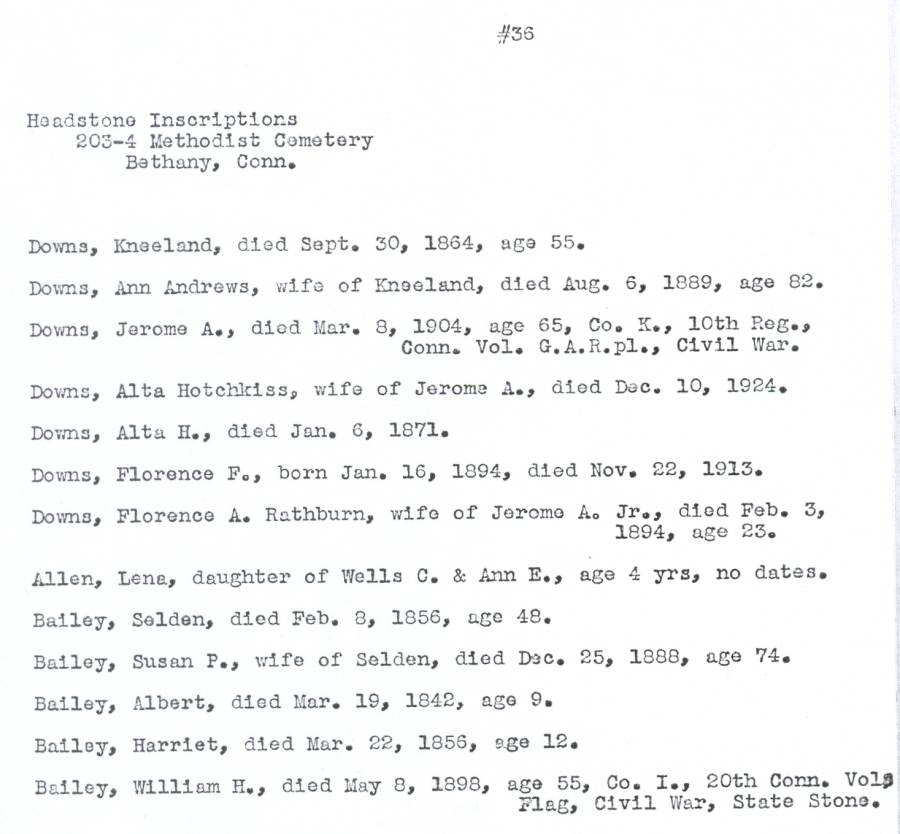 #36
Headstone Inscriptions
203-4 Methodist Cemetery
Bethany, Conn.
Downs, Kneeland, died Sept. 30, 1864, age 55.
Downs, Ann Andrews, wife of Kneeland, died Aug. 6, 1889, age 82.
Downs, Jerome A., died Mar. 8, 1904, age 65, Co. K., 10th Reg.,
Conn. Vol. G.A.R.pl., Civil War.
Downs, Alta Hotchkiss, wife of Jerome A., died Dec. 10, 1924.
Downs, Alta H., died Jan. 6, 1871.
Downs, Florence F., born Jan. 16, 1894, died Nov. 22, 1913.
Downs, Florence A. Rathburn, wife of Jerome A. Jr., died Feb. 3,
1894, age 23.
Allen, Lena, daughter of Wells C. & Ann E., age 4 yrs, no dates.
Bailey, Selden, died Feb. 8, 1856, age 48.
Bailey, Susan P., wife of Selden, died Dec. 25, 1888, age 74.
Bailey, Albert, died Mar. 19, 1842, age 9.
Bailey, Harriet, died Mar. 22, 1856, age 12.
Bailey, William H., died May 8, 1898, age 55, Co. I., 20th Conn. Vol,
Flag, Civil War, State Stone.